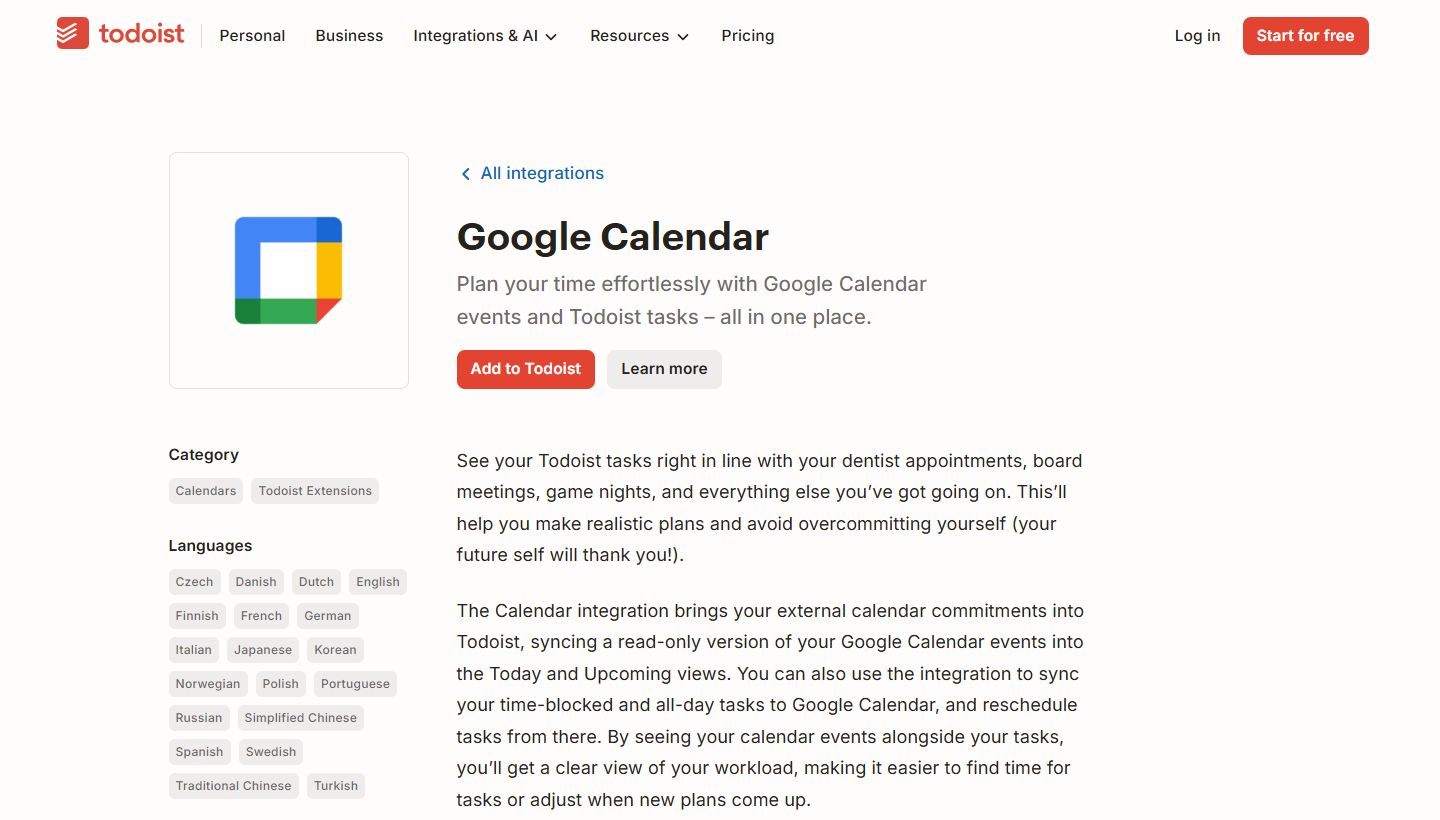 todoist
Personal
Business
Integrations & AI
Resources
Pricing
Log in
Start for free
All integrations
Google Calendar
Plan your time effortlessly with Google Calendar
events and Todoist tasks – all in one place.
Add to Todoist
Learn more
Category
Calendars
Todoist Extensions
Languages
Czech
Danish
Dutch
English
Finnish
French
German
Italian
Japanese
Korean
Norwegian
Polish
Portuguese
Russian
Simplified Chinese
Spanish
Swedish
Traditional Chinese
Turkish
See your Todoist tasks right in line with your dentist appointments, board
meetings, game nights, and everything else you’ve got going on. This’ll
help you make realistic plans and avoid overcommitting yourself (your
future self will thank you!).
The Calendar integration brings your external calendar commitments into
Todoist, syncing a read-only version of your Google Calendar events into
the Today and Upcoming views. You can also use the integration to sync
your time-blocked and all-day tasks to Google Calendar, and reschedule
tasks from there. By seeing your calendar events alongside your tasks,
you’ll get a clear view of your workload, making it easier to find time for
tasks or adjust when new plans come up.